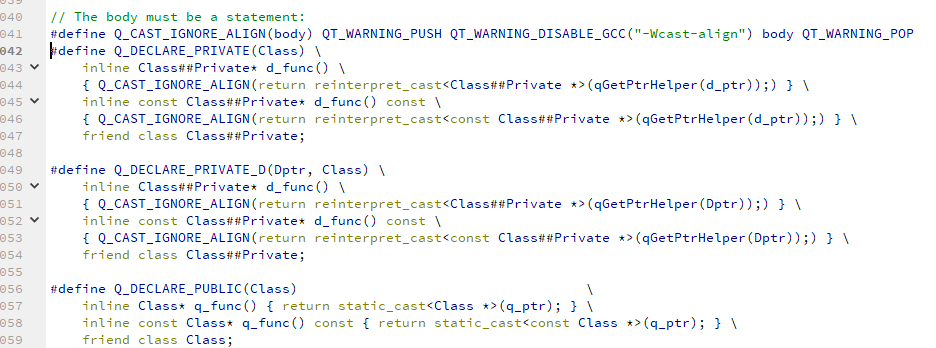 040 // The body must be a statement:
041 #define Q_CAST_IGNORE_ALIGN(body) QT_WARNING_PUSH QT_WARNING_DISABLE_GCC("-Wcast-align") body QT_WARNING_POP
042 #define Q_DECLARE_PRIVATE(Class) \
043 inline Class##Private* d_func() \
044 { Q_CAST_IGNORE_ALIGN(return reinterpret_cast<Class##Private *>(qGetPtrHelper(d_ptr));) } \
045 inline const Class##Private* d_func() const \
046 { Q_CAST_IGNORE_ALIGN(return reinterpret_cast<const Class##Private *>(qGetPtrHelper(d_ptr));) } \
047 friend class Class##Private;
048
049 #define Q_DECLARE_PRIVATE_D(Dptr, Class) \
050 inline Class##Private* d_func() \
051 { Q_CAST_IGNORE_ALIGN(return reinterpret_cast<Class##Private *>(qGetPtrHelper(Dptr));) } \
052 inline const Class##Private* d_func() const \
053 { Q_CAST_IGNORE_ALIGN(return reinterpret_cast<const Class##Private *>(qGetPtrHelper(Dptr));) } \
054 friend class Class##Private;
055
056 #define Q_DECLARE_PUBLIC(Class) \
057 inline Class* q_func() { return static_cast<Class *>(q_ptr); } \
058 inline const Class* q_func() const { return static_cast<const Class *>(q_ptr); } \
059 friend class Class;